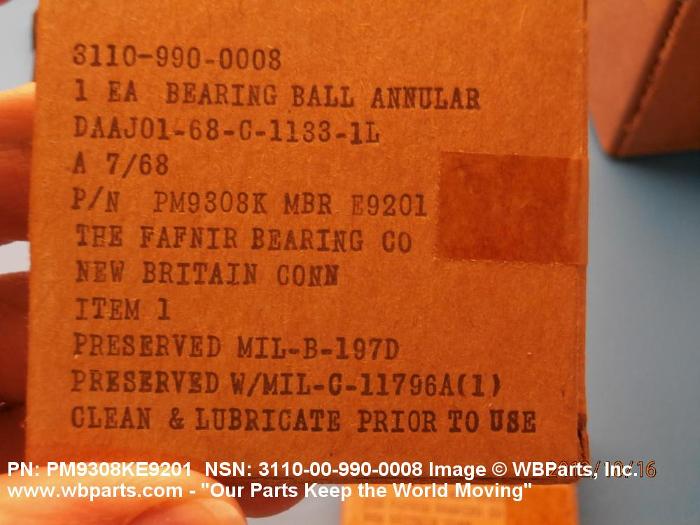 3110-990-0008
1 EA BEARING BALL ANNULAR
DAAJ01-68-C-1133-1L
A 7/68
P/N PM9308K MBR E9201
THE FAFNIR BEARING CO
NEW BRITAIN CONN
ITEM 1
PRESERVED MIL-B-197D
PRESERVED W/MIL-C-11796A(1)
CLEAN & LUBRICATE PRIOR TO USE
PN: PM9308KE9201 NSN: 3110-00-990-0008 Image © WBParts, Inc.
www.wbparts.com - "Our Parts Keep the World Moving"